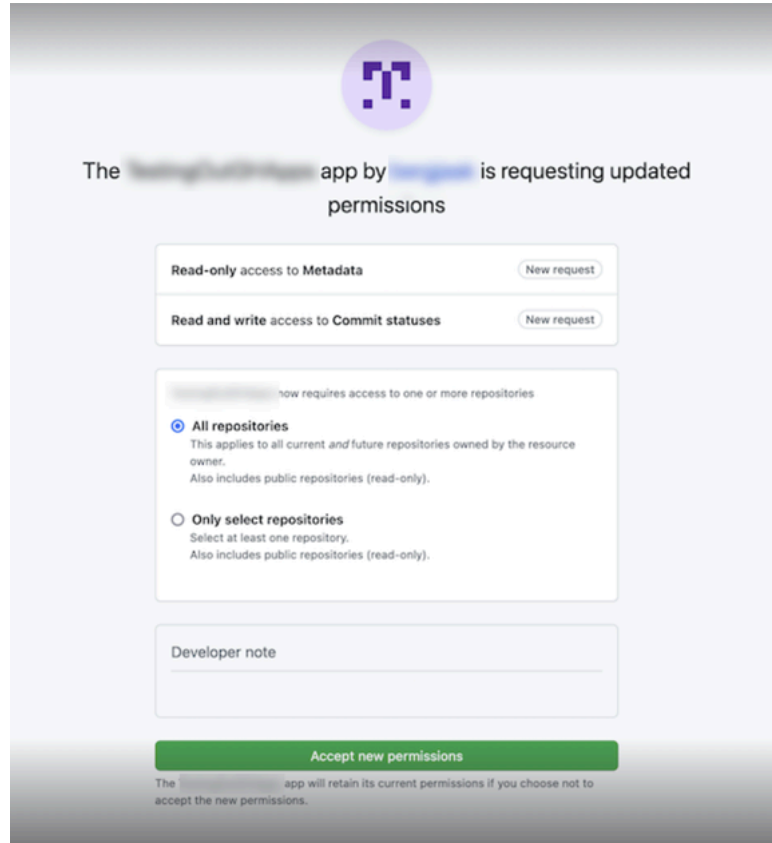 The app by is requesting updated
permissions
Read-only access to Metadata New request
Read and write access to Commit statuses New request
now requires access to one or more repositories
All repositories
This applies to all current and future repositories owned by the resource
owner.
Also includes public repositories (read-only).
Only select repositories
Select at least one repository.
Also includes public repositories (read-only).
Developer note
Accept new permissions
The app will retain its current permissions if you choose not to
accept the new permissions.